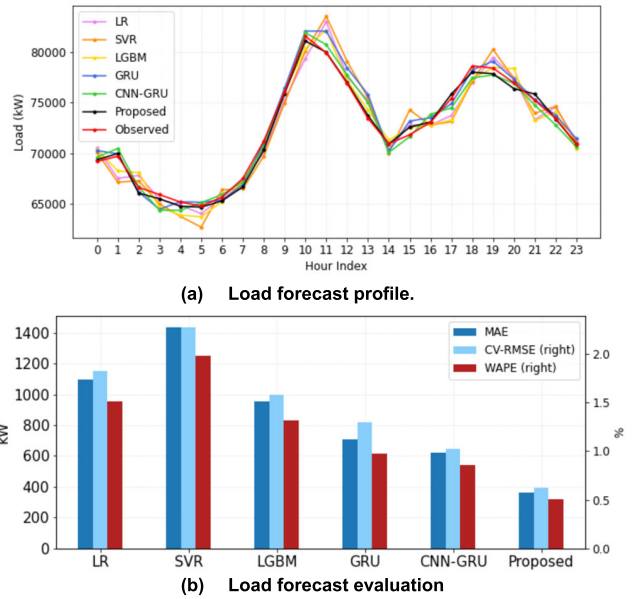 LR
SVR
LGBM
GRU
CNN-GRU
Proposed
Observed
Load (kW)
80000
75000
70000
65000
0 1 2 3 4 5 6 7 8 9 10 11 12 13 14 15 16 17 18 19 20 21 22 23
Hour Index
(a) Load forecast profile.
MAE
CV-RMSE (right)
WAPE (right)
kW
1400
1200
1000
800
600
400
200
0
2.0
1.5
1.0
0.5
0.0
%
LR SVR LGBM GRU CNN-GRU Proposed
(b) Load forecast evaluation